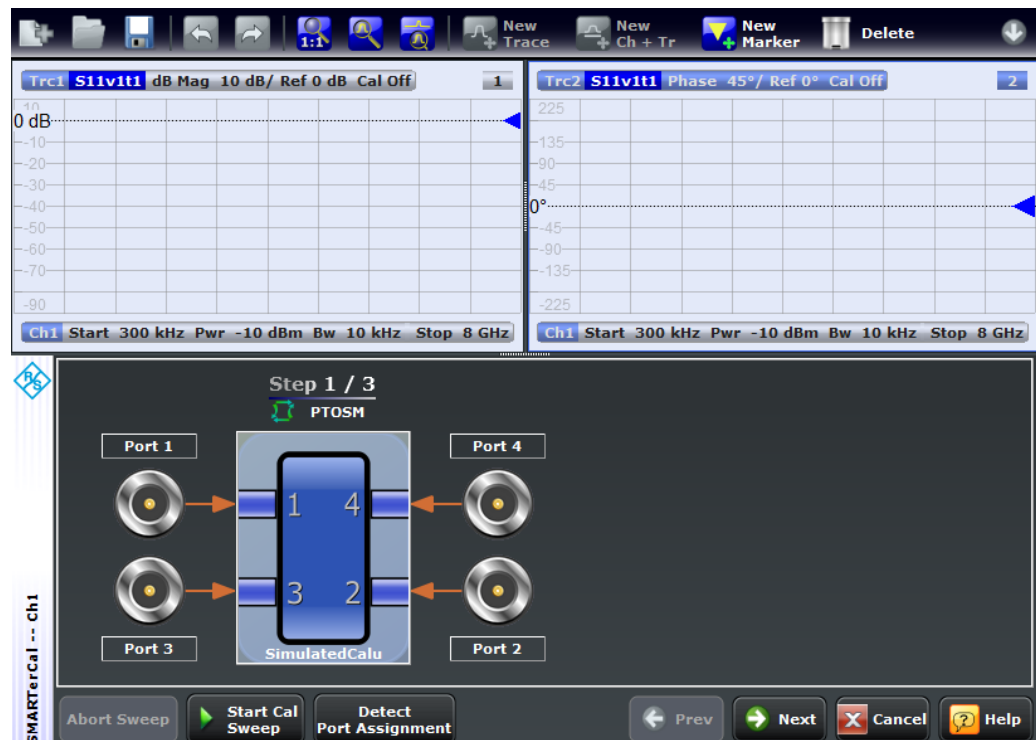 1:1
New
Trace
New
Ch + Tr
New
Marker
Delete
Trc1 S11v1t1 dB Mag 10 dB/ Ref 0 dB Cal Off 1
10
0 dB
-10
-20
-30
-40
-50
-60
-70
-90
Ch1 Start 300 kHz Pwr -10 dBm Bw 10 kHz Stop 8 GHz
Trc2 S11v1t1 Phase 45°/ Ref 0° Cal Off 2
225
135
90
45
0°
-45
-90
-135
-225
Ch1 Start 300 kHz Pwr -10 dBm Bw 10 kHz Stop 8 GHz
R&S
Step 1 / 3
PTOSM
Port 1
Port 4
1 4
3 2
Port 3
SimulatedCalu
Port 2
SMARTerCal -- Ch1
Abort Sweep
Start Cal
Sweep
Detect
Port Assignment
Prev
Next
Cancel
Help